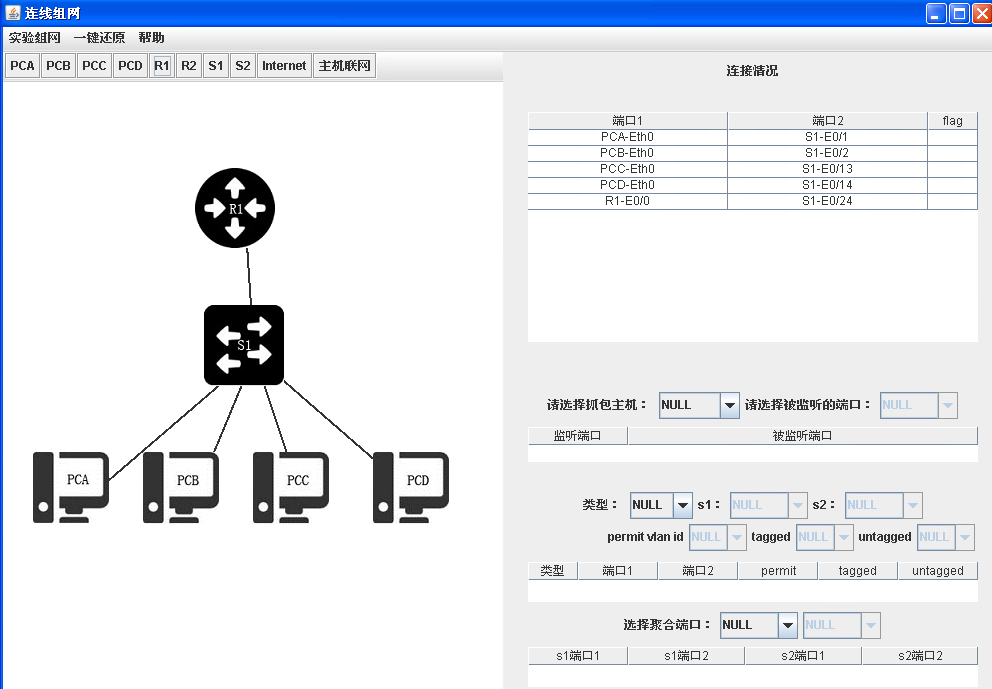 连线组网
实验组网 一键还原 帮助
PCA PCB PCC PCD R1 R2 S1 S2 Internet 主机联网
R1
S1
PCA PCB PCC PCD
连接情况
端口1 端口2 flag
PCA-Eth0 S1-E0/1
PCB-Eth0 S1-E0/2
PCC-Eth0 S1-E0/13
PCD-Eth0 S1-E0/14
R1-E0/0 S1-E0/24
请选择抓包主机： NULL 请选择被监听的端口： NULL
监听端口 被监听端口
类型： NULL s1： NULL s2： NULL
permit vlan id NULL tagged NULL untagged NULL
类型 端口1 端口2 permit tagged untagged
选择聚合端口： NULL NULL
s1端口1 s1端口2 s2端口1 s2端口2